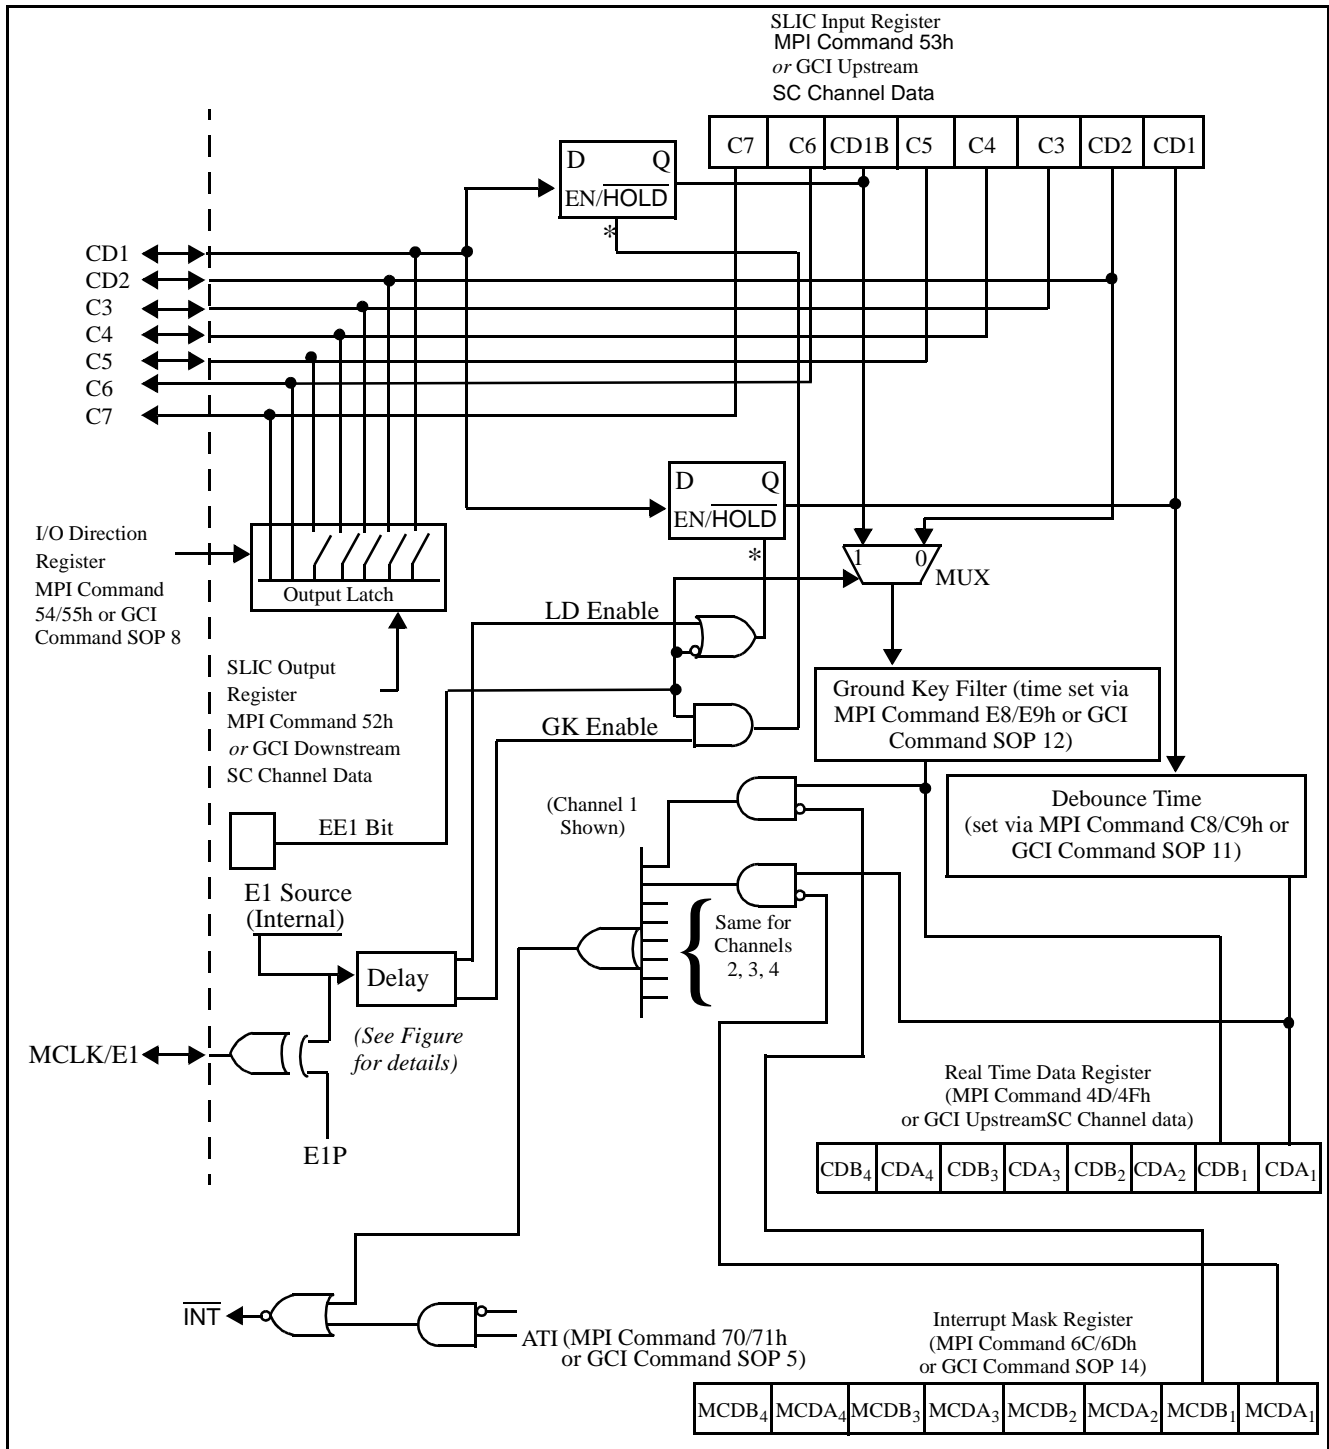 SLIC Input Register
MPI Command 53h
or GCI Upstream
SC Channel Data
C7 C6 CD1B C5 C4 C3 CD2 CD1
D Q
EN/HOLD
*
CD1
CD2
C3
C4
C5
C6
C7
D Q
EN/HOLD
*
I/O Direction
Register
MPI Command
54/55h or GCI
Command SOP 8
Output Latch
1 0
MUX
LD Enable
SLIC Output
Register
MPI Command 52h
or GCI Downstream
SC Channel Data
GK Enable
Ground Key Filter (time set via
MPI Command E8/E9h or GCI
Command SOP 12)
(Channel 1
Shown)
Debounce Time
(set via MPI Command C8/C9h or
GCI Command SOP 11)
EE1 Bit
E1 Source
(Internal)
Same for
Channels
2, 3, 4
Delay
(See Figure
for details)
MCLK/E1
E1P
Real Time Data Register
(MPI Command 4D/4Fh
or GCI UpstreamSC Channel data)
CDB4 CDA4 CDB3 CDA3 CDB2 CDA2 CDB1 CDA1
INT
ATI (MPI Command 70/71h
or GCI Command SOP 5)
Interrupt Mask Register
(MPI Command 6C/6Dh
or GCI Command SOP 14)
MCDB4 MCDA4 MCDB3 MCDA3 MCDB2 MCDA2 MCDB1 MCDA1